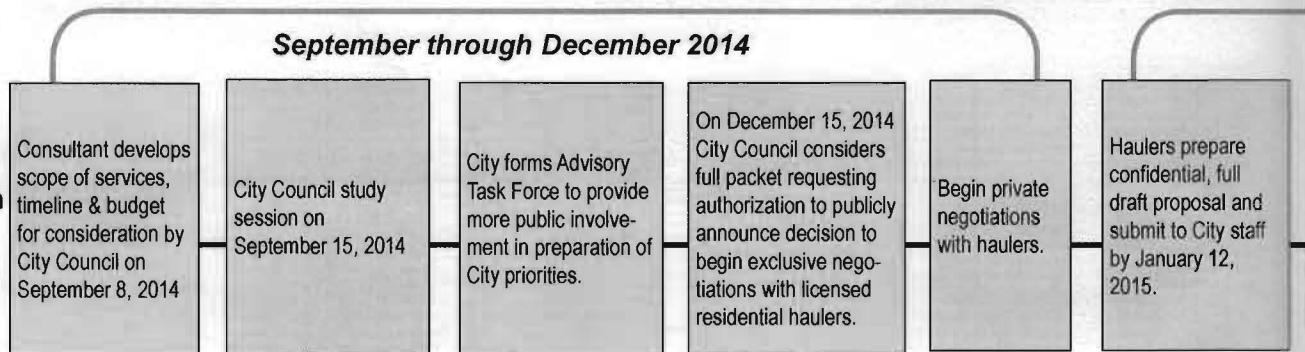 September through December 2014
Consultant develops
scope of services,
timeline & budget
for consideration by
City Council on
September 8, 2014
City Council study
session on
September 15, 2014
City forms Advisory
Task Force to provide
more public involve-
ment in preparation of
City priorities.
On December 15, 2014
City Council considers
full packet requesting
authorization to publicly
announce decision to
begin exclusive nego-
tiations with licensed
residential haulers.
Begin private
negotiations
with haulers.
Haulers prepare
confidential, full
draft proposal and
submit to City staff
by January 12,
2015.